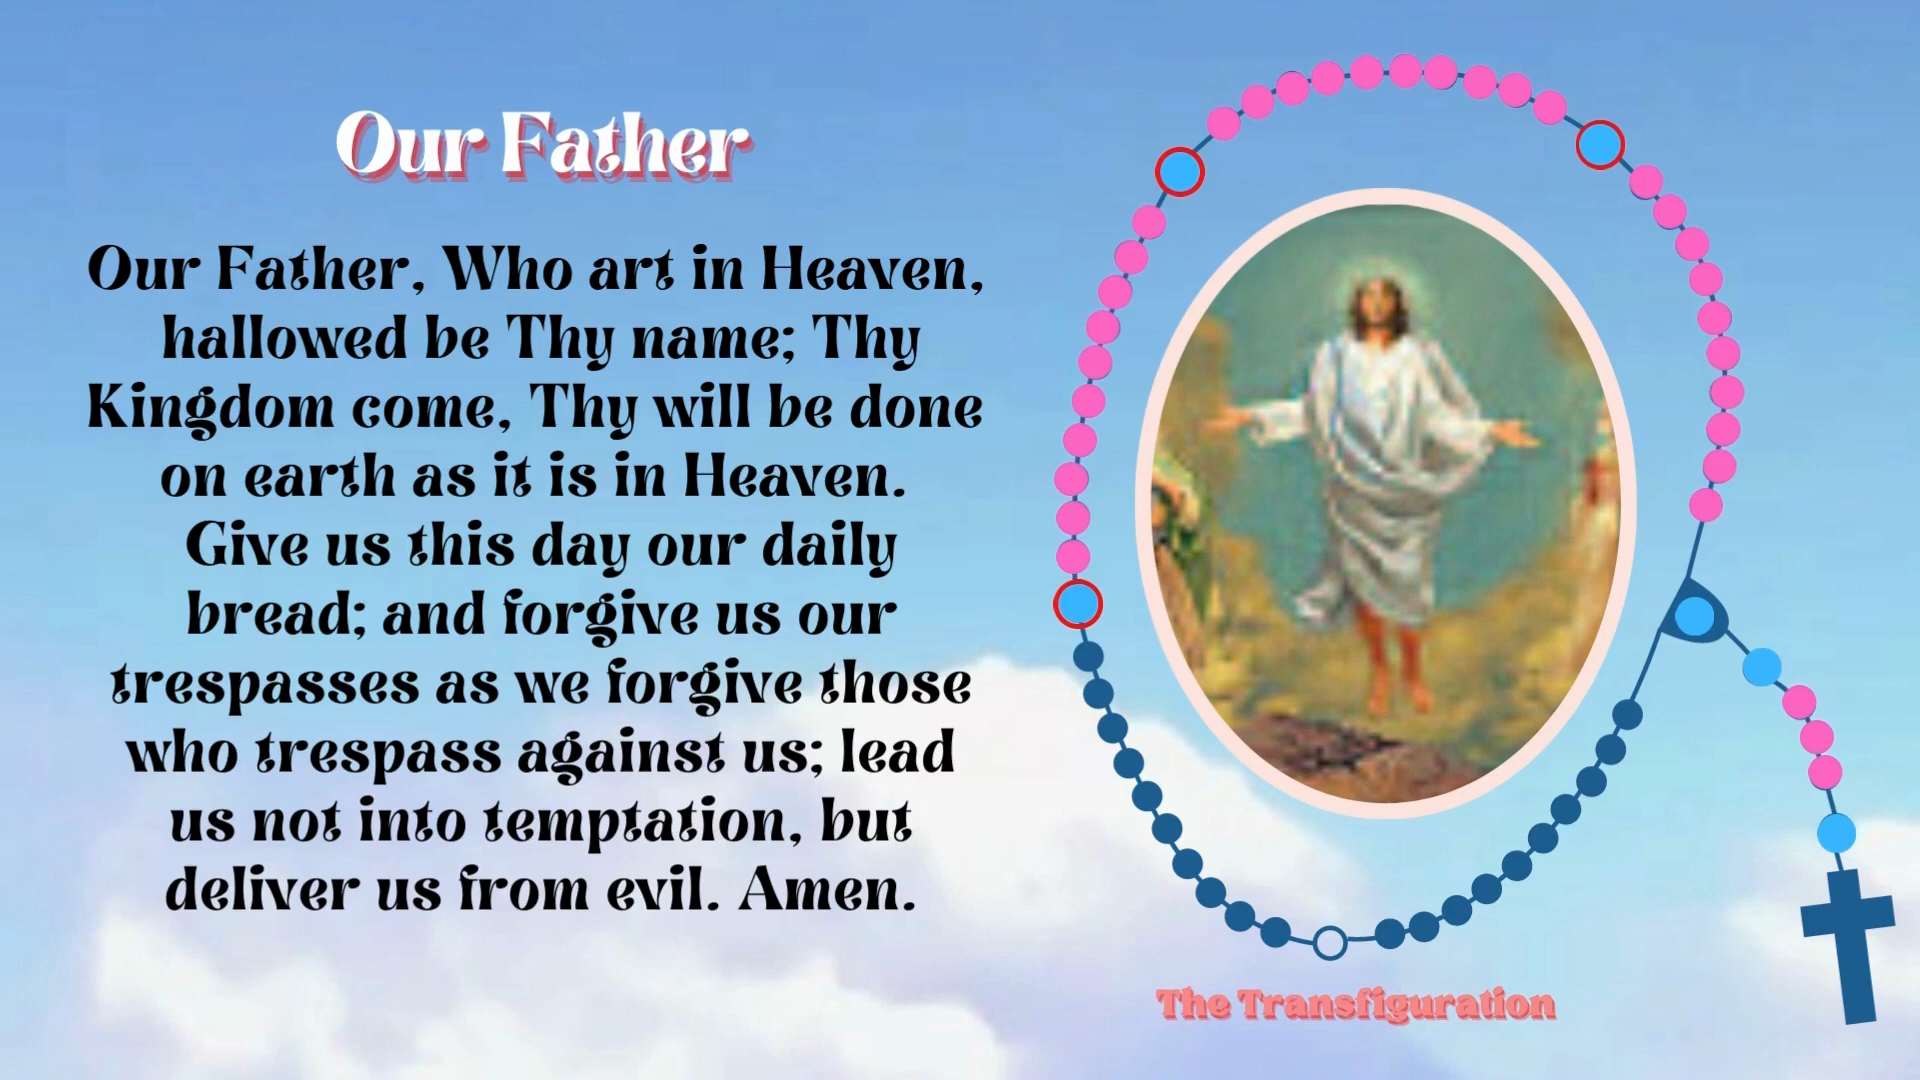 Our Father
Our Father, Who art in Heaven,
hallowed be Thy name; Thy
Kingdom come, Thy will be done
on earth as it is in Heaven.
Give us this day our daily
bread; and forgive us our
trespasses as we forgive those
who trespass against us; lead
us not into temptation, but
deliver us from evil. Amen.
The Transfiguration